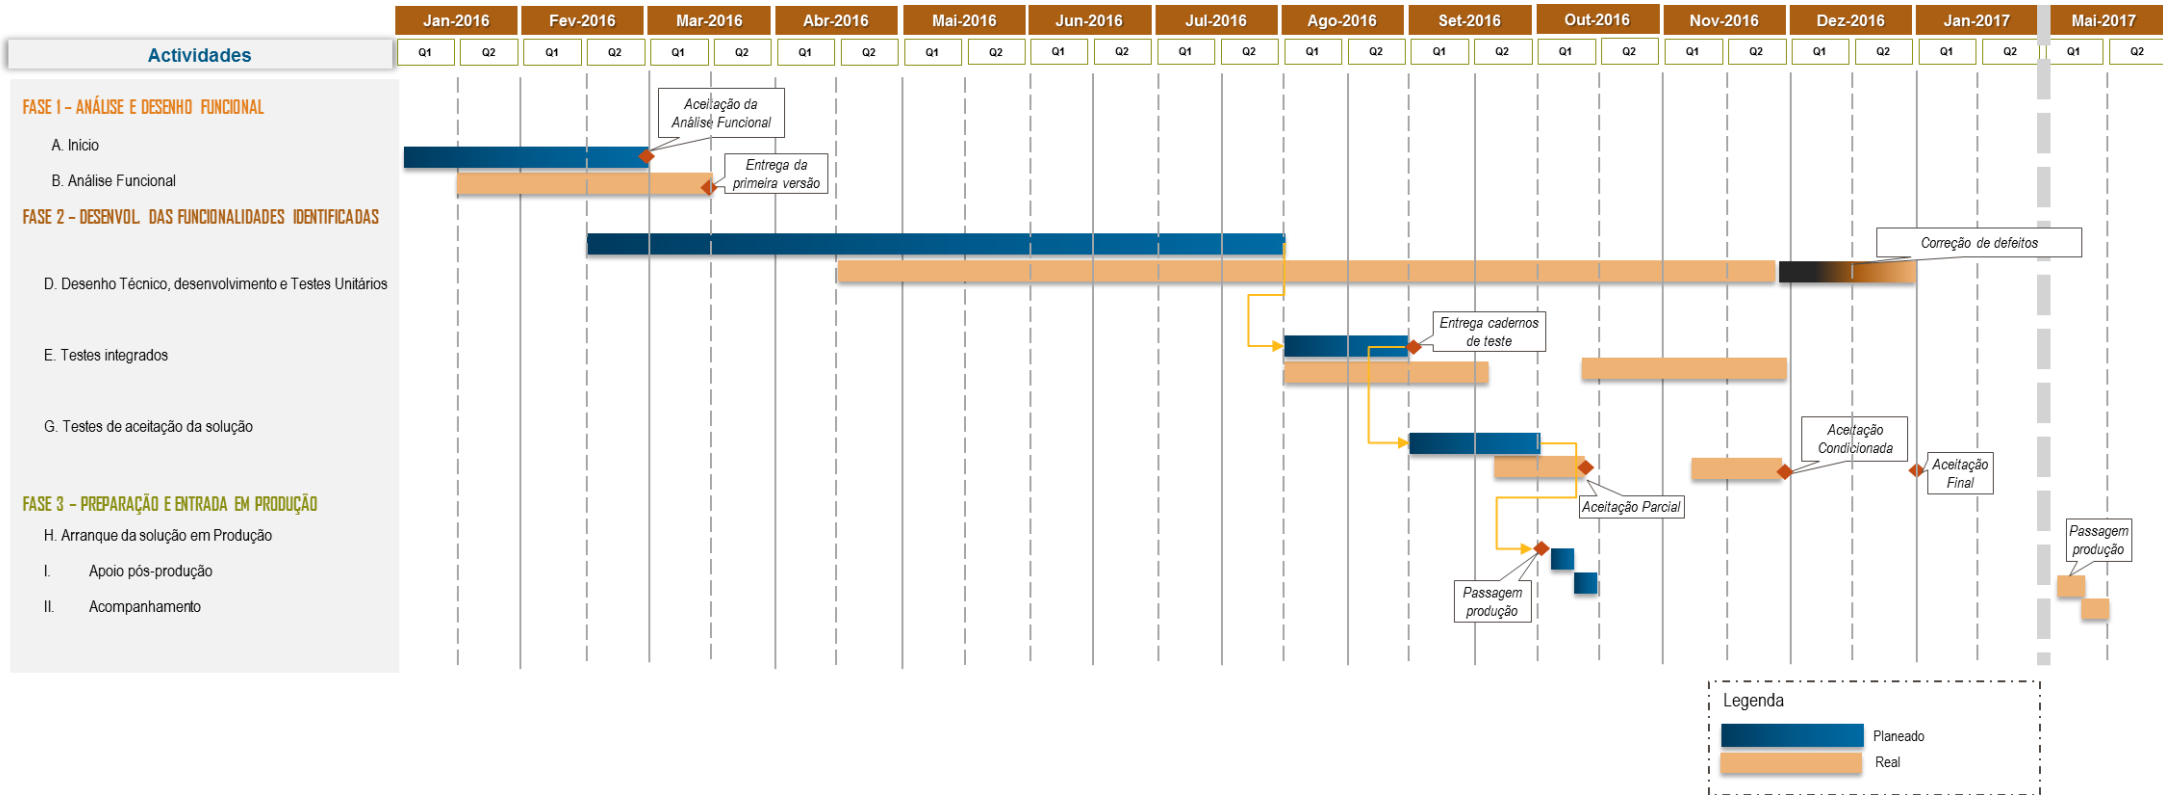 Jan-2016 Fev-2016 Mar-2016 Abr-2016 Mai-2016 Jun-2016 Jul-2016 Ago-2016 Set-2016 Out-2016 Nov-2016 Dez-2016 Jan-2017 Mai-2017
Actividades Q1 Q2 Q1 Q2 Q1 Q2 Q1 Q2 Q1 Q2 Q1 Q2 Q1 Q2 Q1 Q2 Q1 Q2 Q1 Q2 Q1 Q2 Q1 Q2 Q1 Q2 Q1 Q2
FASE 1 – ANÁLISE E DESENHO FUNCIONAL
Aceitação da
Análise Funcional
A. Início
Entrega da
primeira versão
B. Análise Funcional
FASE 2 – DESENVOL. DAS FUNCIONALIDADES IDENTIFICADAS
Correção de defeitos
D. Desenho Técnico, desenvolvimento e Testes Unitários
Entrega cadernos
de teste
E. Testes integrados
G. Testes de aceitação da solução
Aceitação
Condicionada
Aceitação
Final
Aceitação Parcial
FASE 3 – PREPARAÇÃO E ENTRADA EM PRODUÇÃO
H. Arranque da solução em Produção
Passagem
produção
I. Apoio pós-produção
II. Acompanhamento
Passagem
produção
Legenda
Planeado
Real